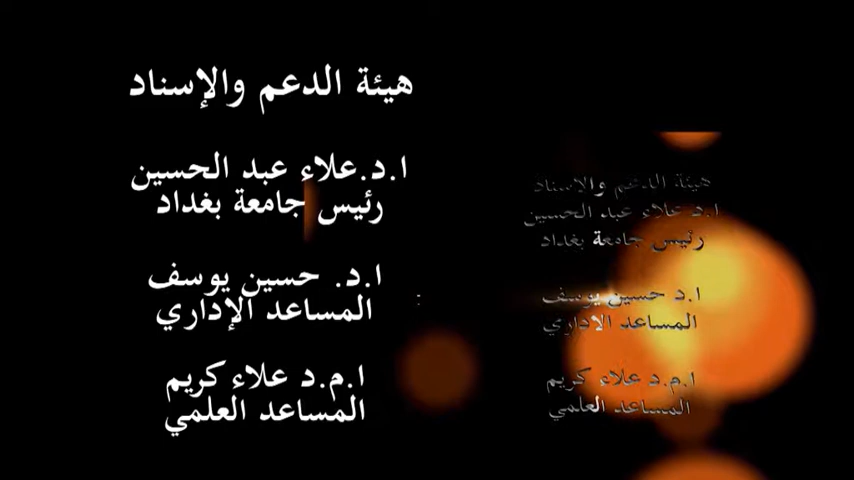 هيئة الدعم والإسناد
ا.د.علاء عبد الحسين
رئيس جامعة بغداد
ا.د. حسين يوسف
المساعد الإداري
ا.م.د علاء كريم
المساعد العلمي
هيئة الدعم والاسناد
ا.د علاء عبد الحسين
رئيس جامعة بغداد
ا.د حسين يوسف
المساعد الاداري
ا.م.د علاء كريم
المساعد العلمي